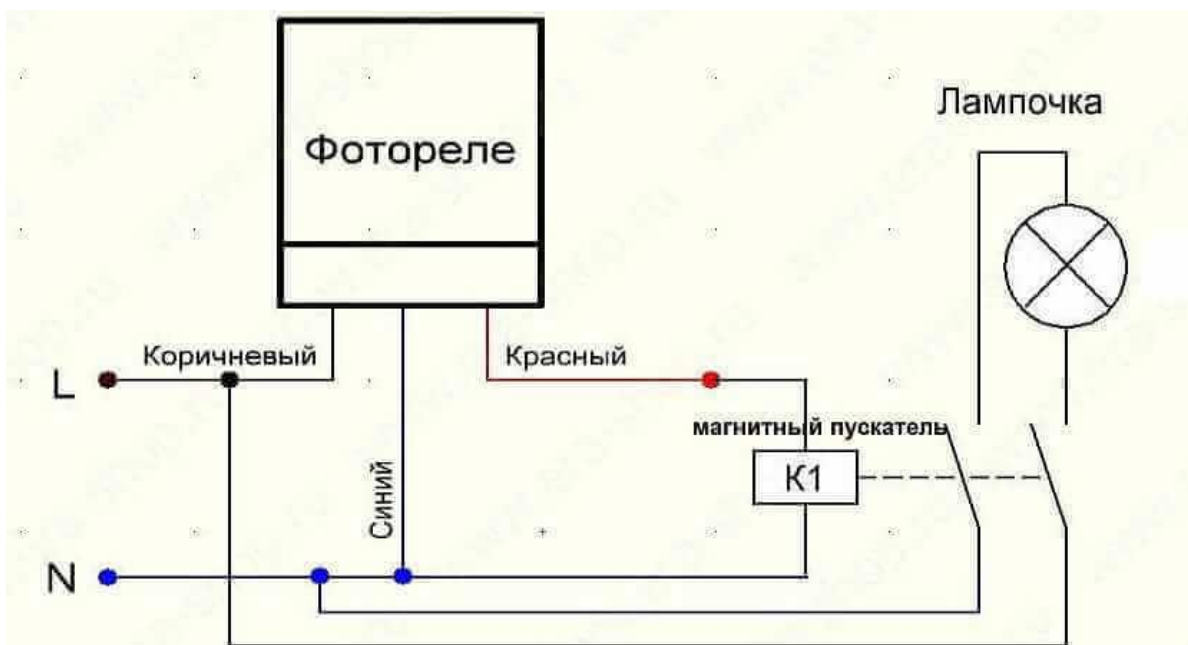 Лампочка
Фотореле
Коричневый
Красный
L
магнитный пускатель
К1
Синий
N